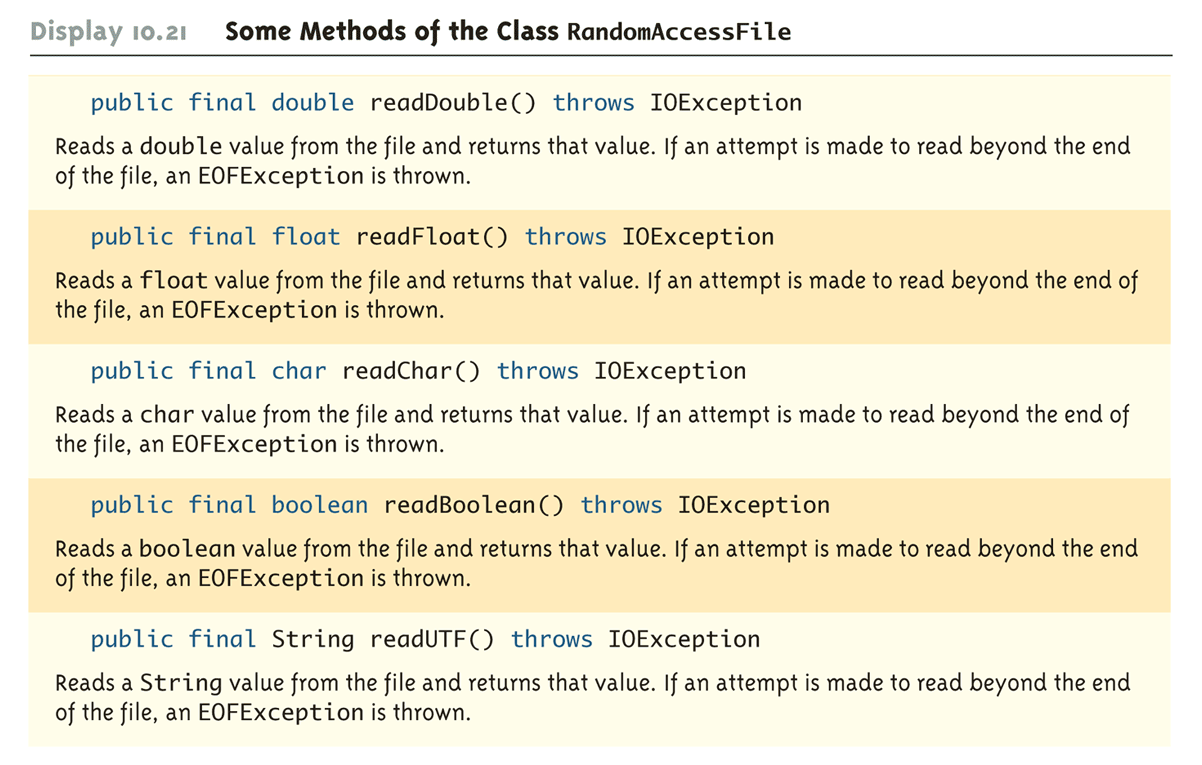 Display 10.21 Some Methods of the Class RandomAccessFile
public final double readDouble() throws IOException
Reads a double value from the file and returns that value. If an attempt is made to read beyond the end
of the file, an EOFException is thrown.
public final float readFloat() throws IOException
Reads a float value from the file and returns that value. If an attempt is made to read beyond the end of
the file, an EOFException is thrown.
public final char readChar() throws IOException
Reads a char value from the file and returns that value. If an attempt is made to read beyond the end of
the file, an EOFException is thrown.
public final boolean readBoolean() throws IOException
Reads a boolean value from the file and returns that value. If an attempt is made to read beyond the end
of the file, an EOFException is thrown.
public final String readUTF() throws IOException
Reads a String value from the file and returns that value. If an attempt is made to read beyond the end
of the file, an EOFException is thrown.